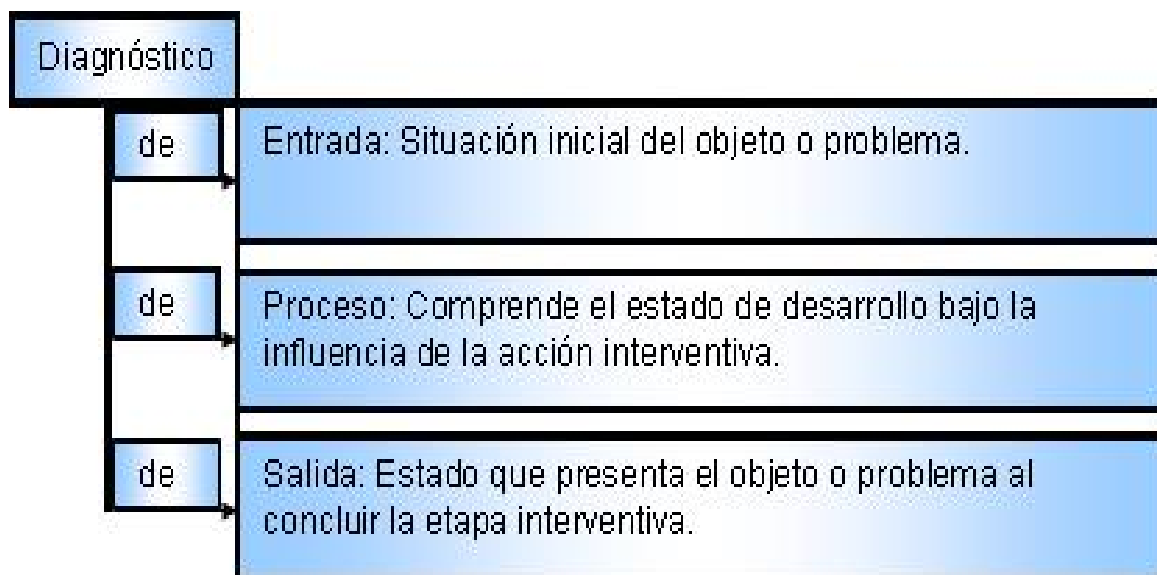 Diagnóstico
de
Entrada: Situación inicial del objeto o problema.
de
Proceso: Comprende el estado de desarrollo bajo la
influencia de la acción interventiva.
de
Salida: Estado que presenta el objeto o problema al
concluir la etapa interventiva.